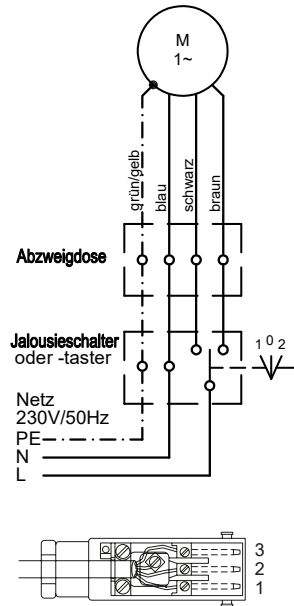 M
1~
grün/gelb
blau
schwarz
braun
Abzweigdose
Jalousieschalter
oder -taster
1 0 2
Netz
230V/50Hz
PE
N
L
3
2
1